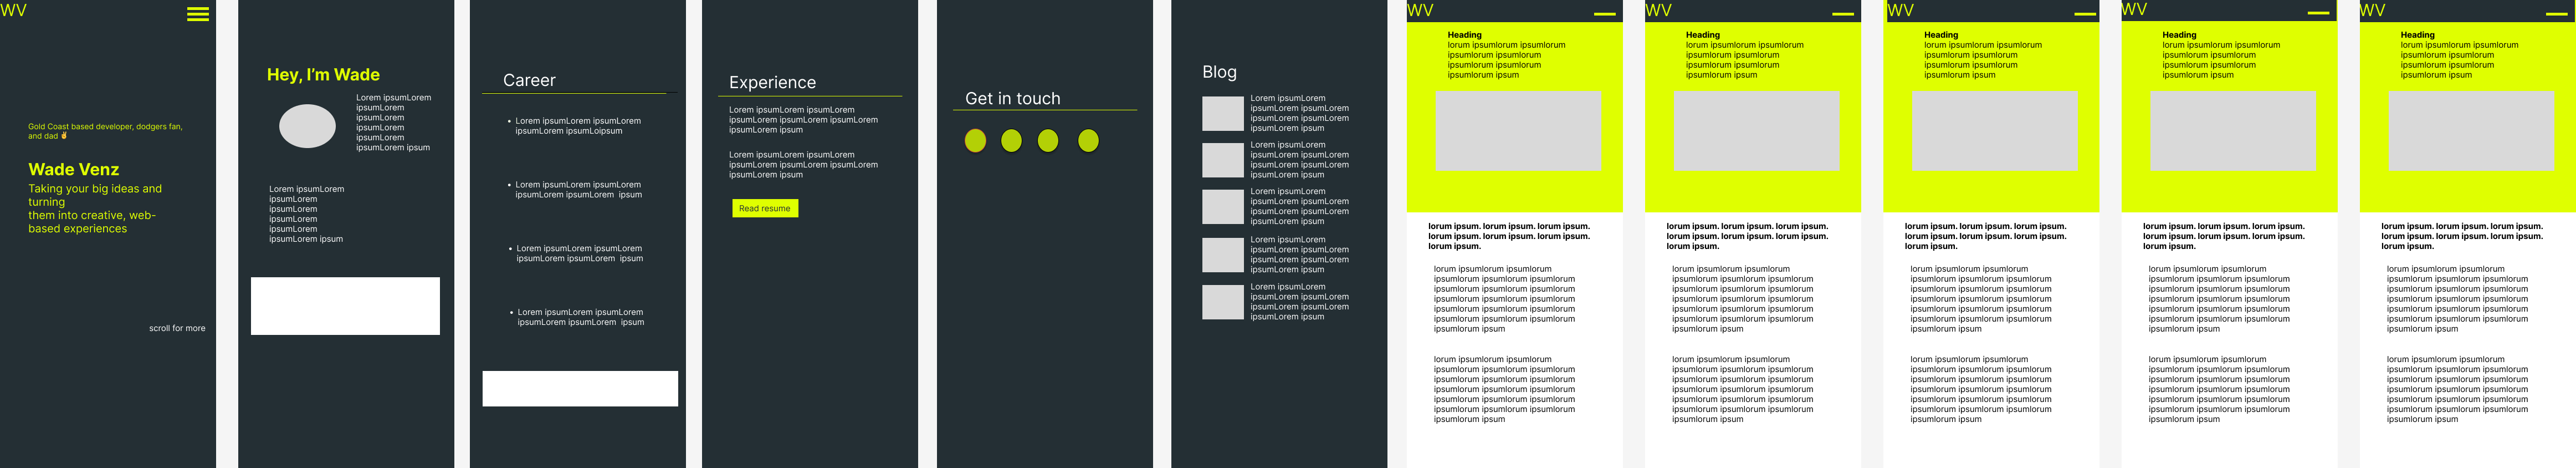 WV
Gold Coast based developer, dodgers fan,
and dad ✌
Wade Venz
Taking your big ideas and
turning
them into creative, web-
based experiences
scroll for more
Hey, I’m Wade
Lorem ipsumLorem
ipsumLorem
ipsumLorem
ipsumLorem
ipsumLorem
ipsumLorem ipsum
Lorem ipsumLorem
ipsumLorem
ipsumLorem
ipsumLorem
ipsumLorem
ipsumLorem ipsum
Career
• Lorem ipsumLorem ipsumLorem
ipsumLorem ipsumLoipsum
• Lorem ipsumLorem ipsumLorem
ipsumLorem ipsumLorem  ipsum
• Lorem ipsumLorem ipsumLorem
ipsumLorem ipsumLorem  ipsum
• Lorem ipsumLorem ipsumLorem
ipsumLorem ipsumLorem  ipsum
Experience
Lorem ipsumLorem ipsumLorem
ipsumLorem ipsumLorem ipsumLorem
ipsumLorem ipsum
Lorem ipsumLorem ipsumLorem
ipsumLorem ipsumLorem ipsumLorem
ipsumLorem ipsum
Read resume
Get in touch
Blog
Lorem ipsumLorem
ipsumLorem ipsumLorem
ipsumLorem ipsumLorem
ipsumLorem ipsum
Lorem ipsumLorem
ipsumLorem ipsumLorem
ipsumLorem ipsumLorem
ipsumLorem ipsum
Lorem ipsumLorem
ipsumLorem ipsumLorem
ipsumLorem ipsumLorem
ipsumLorem ipsum
Lorem ipsumLorem
ipsumLorem ipsumLorem
ipsumLorem ipsumLorem
ipsumLorem ipsum
Lorem ipsumLorem
ipsumLorem ipsumLorem
ipsumLorem ipsumLorem
ipsumLorem ipsum
WV
Heading
lorum ipsumlorum ipsumlorum
ipsumlorum ipsumlorum
ipsumlorum ipsumlorum
ipsumlorum ipsum
lorum ipsum. lorum ipsum. lorum ipsum.
lorum ipsum. lorum ipsum. lorum ipsum.
lorum ipsum.
lorum ipsumlorum ipsumlorum
ipsumlorum ipsumlorum ipsumlorum
ipsumlorum ipsumlorum ipsumlorum
ipsumlorum ipsumlorum ipsumlorum
ipsumlorum ipsumlorum ipsumlorum
ipsumlorum ipsumlorum ipsumlorum
ipsumlorum ipsum
lorum ipsumlorum ipsumlorum
ipsumlorum ipsumlorum ipsumlorum
ipsumlorum ipsumlorum ipsumlorum
ipsumlorum ipsumlorum ipsumlorum
ipsumlorum ipsumlorum ipsumlorum
ipsumlorum ipsumlorum ipsumlorum
ipsumlorum ipsum
WV
Heading
lorum ipsumlorum ipsumlorum
ipsumlorum ipsumlorum
ipsumlorum ipsumlorum
ipsumlorum ipsum
lorum ipsum. lorum ipsum. lorum ipsum.
lorum ipsum. lorum ipsum. lorum ipsum.
lorum ipsum.
lorum ipsumlorum ipsumlorum
ipsumlorum ipsumlorum ipsumlorum
ipsumlorum ipsumlorum ipsumlorum
ipsumlorum ipsumlorum ipsumlorum
ipsumlorum ipsumlorum ipsumlorum
ipsumlorum ipsumlorum ipsumlorum
ipsumlorum ipsum
lorum ipsumlorum ipsumlorum
ipsumlorum ipsumlorum ipsumlorum
ipsumlorum ipsumlorum ipsumlorum
ipsumlorum ipsumlorum ipsumlorum
ipsumlorum ipsumlorum ipsumlorum
ipsumlorum ipsumlorum ipsumlorum
ipsumlorum ipsum
WV
Heading
lorum ipsumlorum ipsumlorum
ipsumlorum ipsumlorum
ipsumlorum ipsumlorum
ipsumlorum ipsum
lorum ipsum. lorum ipsum. lorum ipsum.
lorum ipsum. lorum ipsum. lorum ipsum.
lorum ipsum.
lorum ipsumlorum ipsumlorum
ipsumlorum ipsumlorum ipsumlorum
ipsumlorum ipsumlorum ipsumlorum
ipsumlorum ipsumlorum ipsumlorum
ipsumlorum ipsumlorum ipsumlorum
ipsumlorum ipsumlorum ipsumlorum
ipsumlorum ipsum
lorum ipsumlorum ipsumlorum
ipsumlorum ipsumlorum ipsumlorum
ipsumlorum ipsumlorum ipsumlorum
ipsumlorum ipsumlorum ipsumlorum
ipsumlorum ipsumlorum ipsumlorum
ipsumlorum ipsumlorum ipsumlorum
ipsumlorum ipsum
WV
Heading
lorum ipsumlorum ipsumlorum
ipsumlorum ipsumlorum
ipsumlorum ipsumlorum
ipsumlorum ipsum
lorum ipsum. lorum ipsum. lorum ipsum.
lorum ipsum. lorum ipsum. lorum ipsum.
lorum ipsum.
lorum ipsumlorum ipsumlorum
ipsumlorum ipsumlorum ipsumlorum
ipsumlorum ipsumlorum ipsumlorum
ipsumlorum ipsumlorum ipsumlorum
ipsumlorum ipsumlorum ipsumlorum
ipsumlorum ipsumlorum ipsumlorum
ipsumlorum ipsum
lorum ipsumlorum ipsumlorum
ipsumlorum ipsumlorum ipsumlorum
ipsumlorum ipsumlorum ipsumlorum
ipsumlorum ipsumlorum ipsumlorum
ipsumlorum ipsumlorum ipsumlorum
ipsumlorum ipsumlorum ipsumlorum
ipsumlorum ipsum
WV
Heading
lorum ipsumlorum ipsumlorum
ipsumlorum ipsumlorum
ipsumlorum ipsumlorum
ipsumlorum ipsum
lorum ipsum. lorum ipsum. lorum ipsum.
lorum ipsum. lorum ipsum. lorum ipsum.
lorum ipsum.
lorum ipsumlorum ipsumlorum
ipsumlorum ipsumlorum ipsumlorum
ipsumlorum ipsumlorum ipsumlorum
ipsumlorum ipsumlorum ipsumlorum
ipsumlorum ipsumlorum ipsumlorum
ipsumlorum ipsumlorum ipsumlorum
ipsumlorum ipsum
lorum ipsumlorum ipsumlorum
ipsumlorum ipsumlorum ipsumlorum
ipsumlorum ipsumlorum ipsumlorum
ipsumlorum ipsumlorum ipsumlorum
ipsumlorum ipsumlorum ipsumlorum
ipsumlorum ipsumlorum ipsumlorum
ipsumlorum ipsum